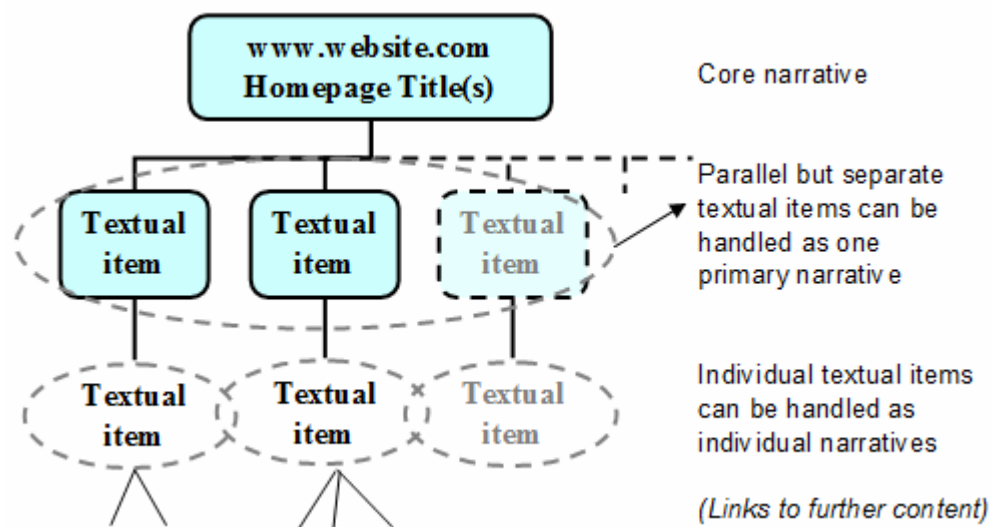 www.website.com
Homepage Title(s)
Core narrative
Textual
item
Textual
item
Textual
item
Parallel but separate
textual items can be
handled as one
primary narrative
Textual
item
Textual
item
Textual
item
Individual textual items
can be handled as
individual narratives
(Links to further content)